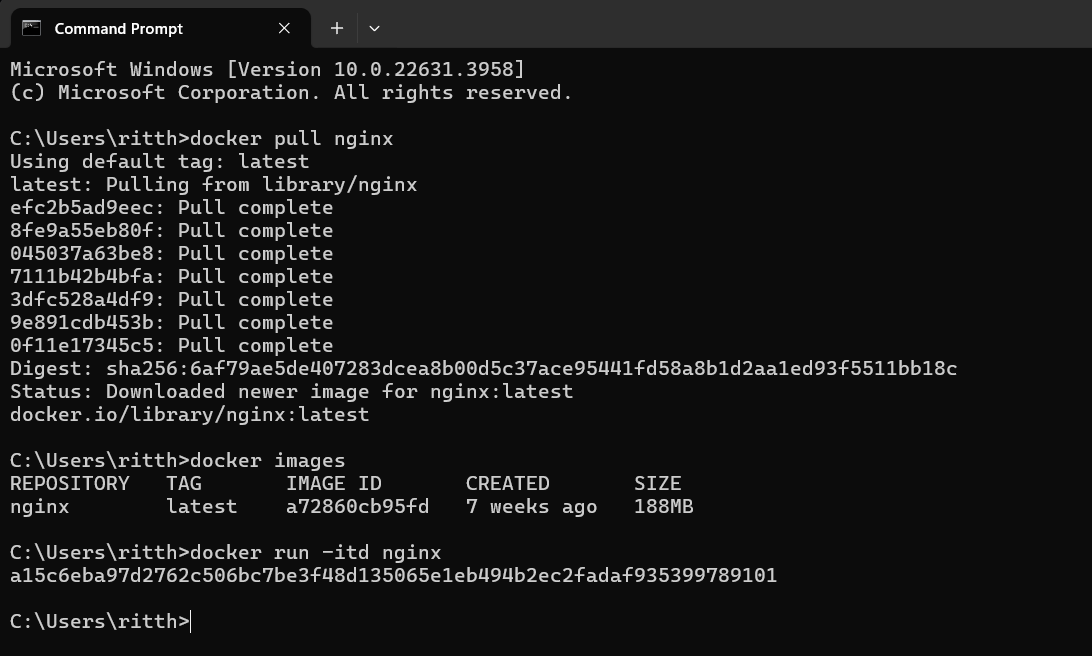 Command Prompt
Microsoft Windows [Version 10.0.22631.3958]
(c) Microsoft Corporation. All rights reserved.
C:\Users\ritth>docker pull nginx
Using default tag: latest
latest: Pulling from library/nginx
efc2b5ad9eec: Pull complete
8fe9a55eb80f: Pull complete
045037a63be8: Pull complete
7111b42b4bfa: Pull complete
3dfc528a4df9: Pull complete
9e891cdb453b: Pull complete
0f11e17345c5: Pull complete
Digest: sha256:6af79ae5de407283dcea8b00d5c37ace95441fd58a8b1d2aa1ed93f5511bb18c
Status: Downloaded newer image for nginx:latest
docker.io/library/nginx:latest
C:\Users\ritth>docker images
REPOSITORY   TAG       IMAGE ID       CREATED       SIZE
nginx        latest    a72860cb95fd   7 weeks ago   188MB
C:\Users\ritth>docker run -itd nginx
a15c6eba97d2762c506bc7be3f48d135065e1eb494b2ec2fadaf935399789101
C:\Users\ritth>